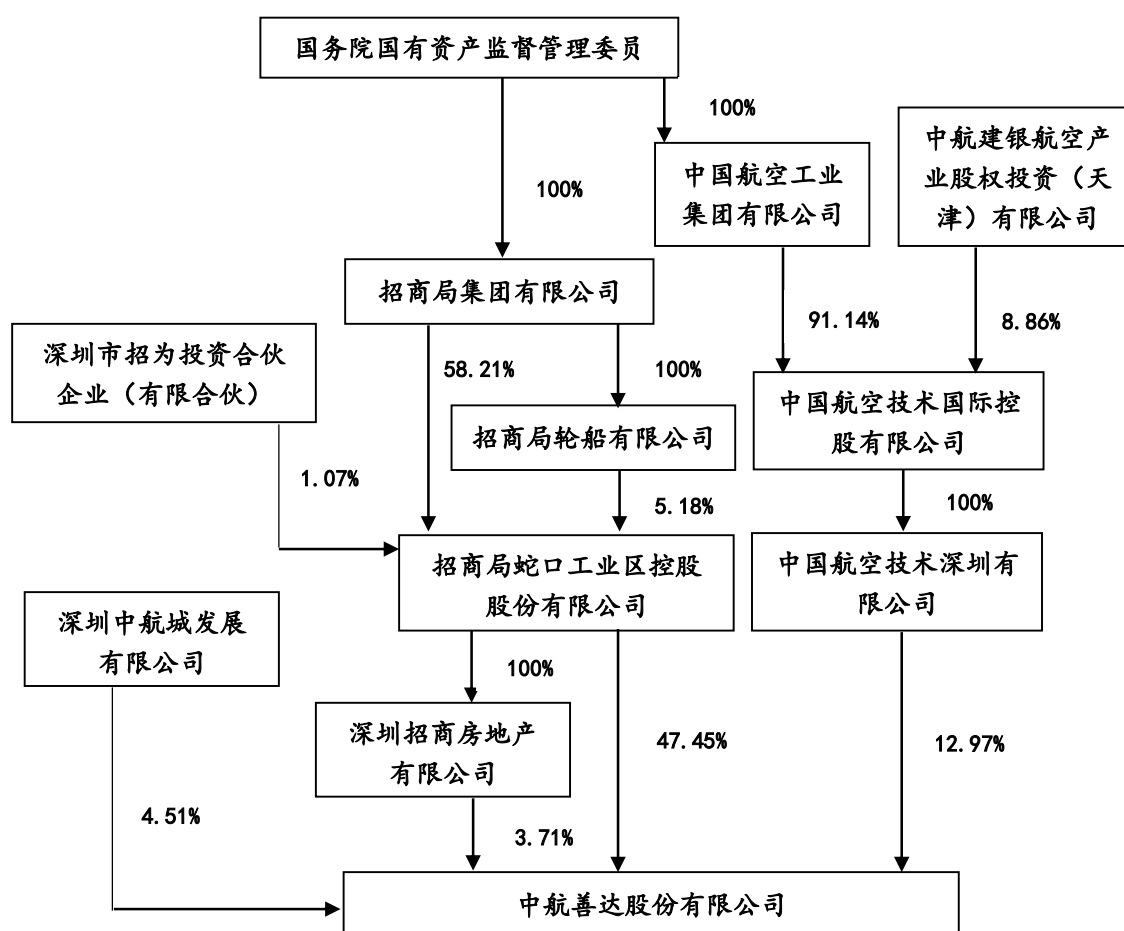 国务院国有资产监督管理委员
100%
中航建银航空产
业股权投资（天
津）有限公司
中国航空工业
集团有限公司
100%
招商局集团有限公司
91.14%
8.86%
深圳市招为投资合伙
企业（有限合伙）
58.21%
100%
中国航空技术国际控
股有限公司
招商局轮船有限公司
1.07%
5.18%
100%
招商局蛇口工业区控股
股份有限公司
中国航空技术深圳有
限公司
深圳中航城发展
有限公司
100%
深圳招商房地产
有限公司
47.45%
12.97%
4.51%
3.71%
中航善达股份有限公司